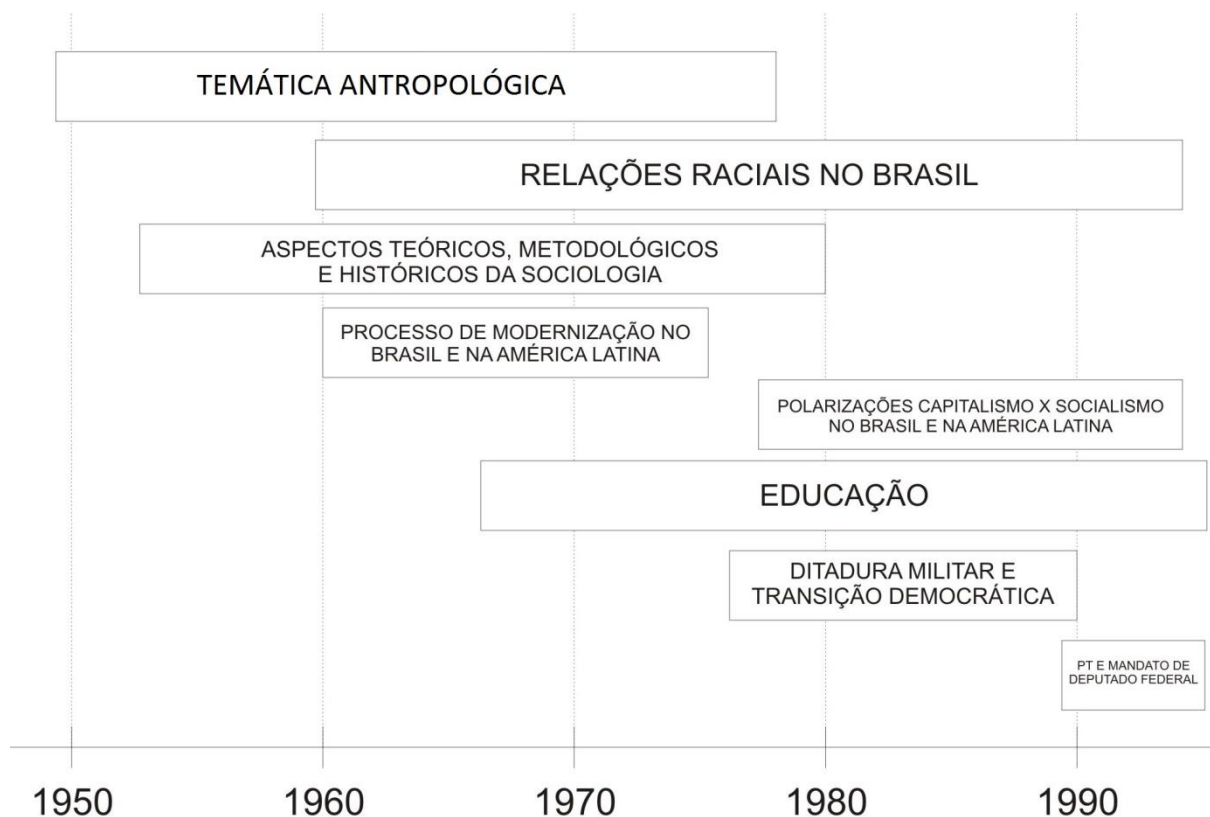 TEMÁTICA ANTROPOLÓGICA
RELAÇÕES RACIAIS NO BRASIL
ASPECTOS TEÓRICOS, METODOLÓGICOS
E HISTÓRICOS DA SOCIOLOGIA
PROCESSO DE MODERNIZAÇÃO NO
BRASIL E NA AMÉRICA LATINA
POLARIZAÇÕES CAPITALISMO X SOCIALISMO
NO BRASIL E NA AMÉRICA LATINA
EDUCAÇÃO
DITADURA MILITAR E
TRANSIÇÃO DEMOCRÁTICA
PT E MANDATO DE
DEPUTADO FEDERAL
1950 1960 1970 1980 1990